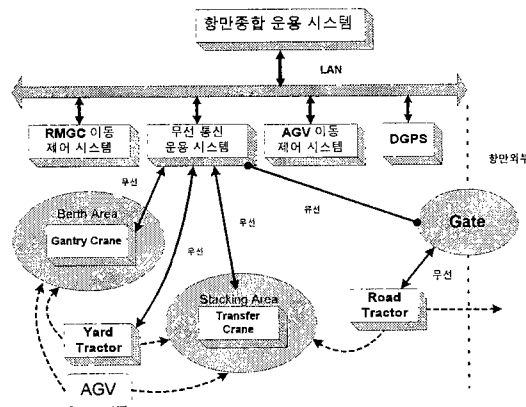 항만종합 운용 시스템
LAN
RMGC 이동
제어 시스템
무선 통신
운용 시스템
AGV 이동
제어 시스템
DGPS
항만외부
무선
무선
무선
유선
Berth Area
Gantry Crane
Gate
무선
Stacking Area
Transfer
Crane
Road
Tractor
Yard
Tractor
AGV